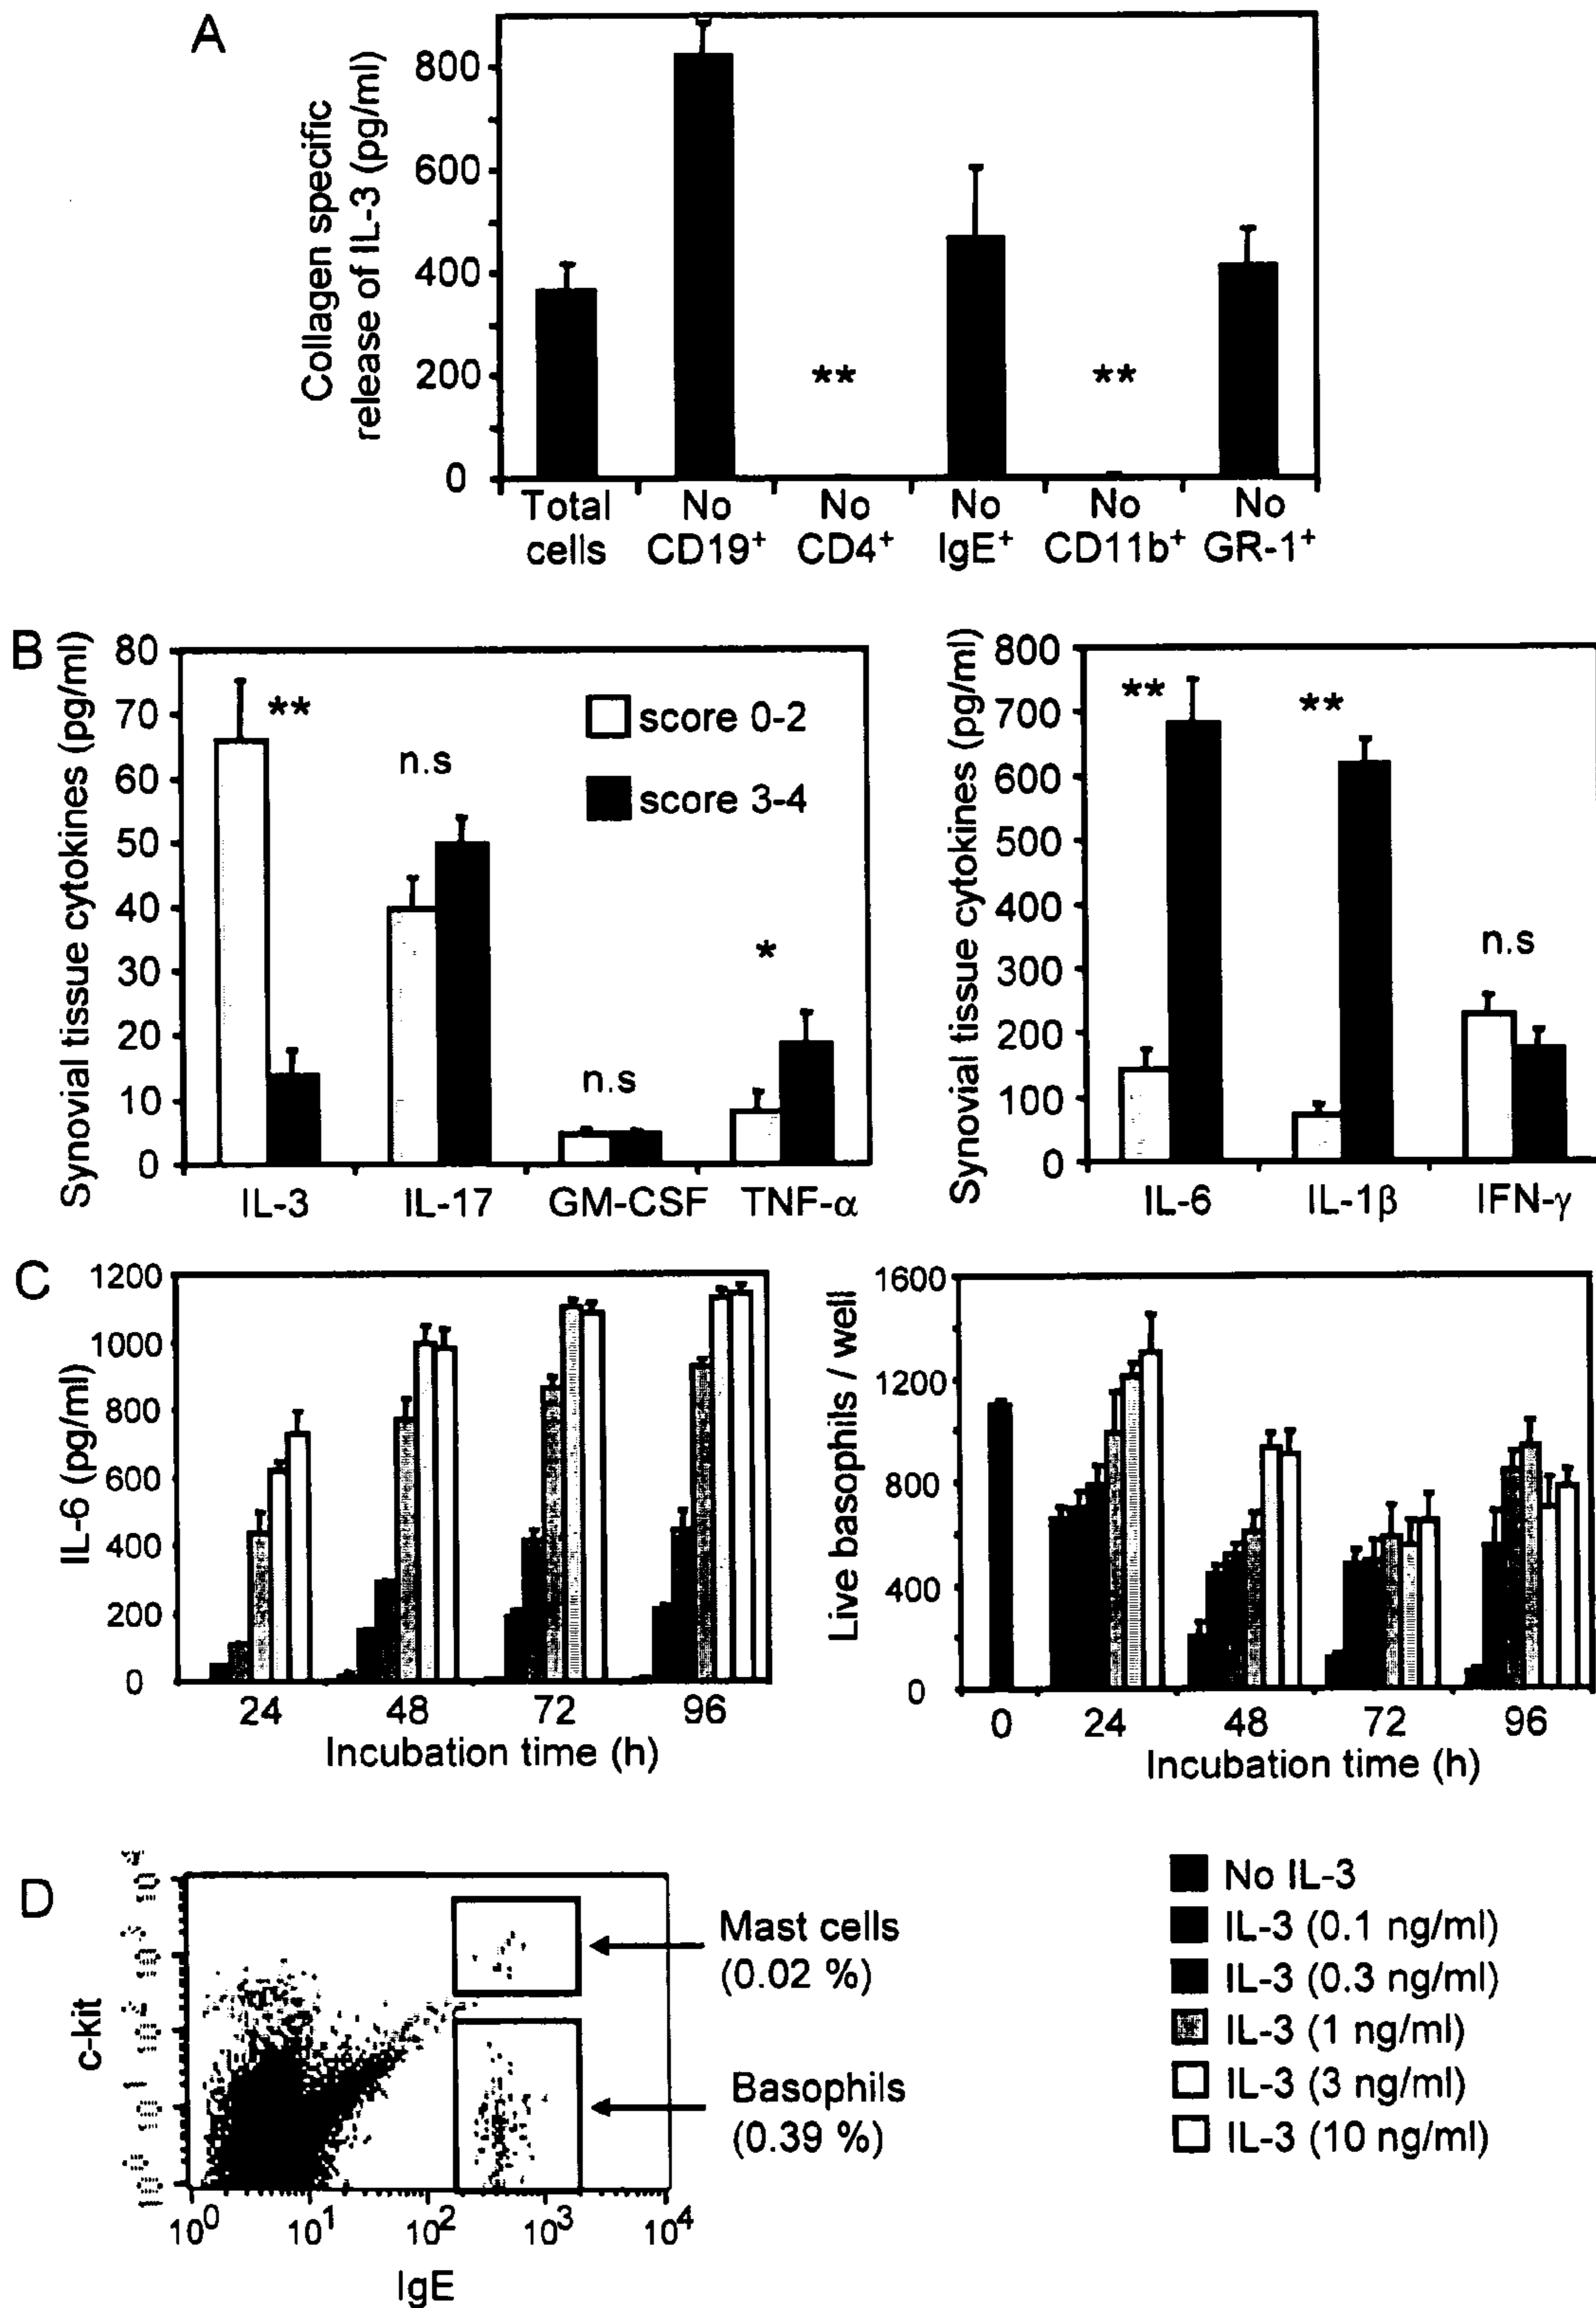 A
Collagen specific
release of IL-3 (pg/ml)
800
600
400
200
0
Total cells
No CD19⁺
No CD4⁺
No IgE⁺
No CD11b⁺
No GR-1⁺
**
**
B
Synovial tissue cytokines (pg/ml)
80
70
60
50
40
30
20
10
0
**
n.s
n.s
*
score 0-2
score 3-4
IL-3 IL-17 GM-CSF TNF-α
Synovial tissue cytokines (pg/ml)
800
700
600
500
400
300
200
100
0
**
**
n.s
IL-6 IL-1β IFN-γ
C
IL-6 (pg/ml)
1200
1000
800
600
400
200
0
24 48 72 96
Incubation time (h)
Live basophils / well
1600
1200
800
400
0
0 24 48 72 96
Incubation time (h)
No IL-3
IL-3 (0.1 ng/ml)
IL-3 (0.3 ng/ml)
IL-3 (1 ng/ml)
IL-3 (3 ng/ml)
IL-3 (10 ng/ml)
D
c-kit
10⁴
10³
10²
10¹
10⁰
10⁰ 10¹ 10² 10³ 10⁴
IgE
Mast cells
(0.02 %)
Basophils
(0.39 %)